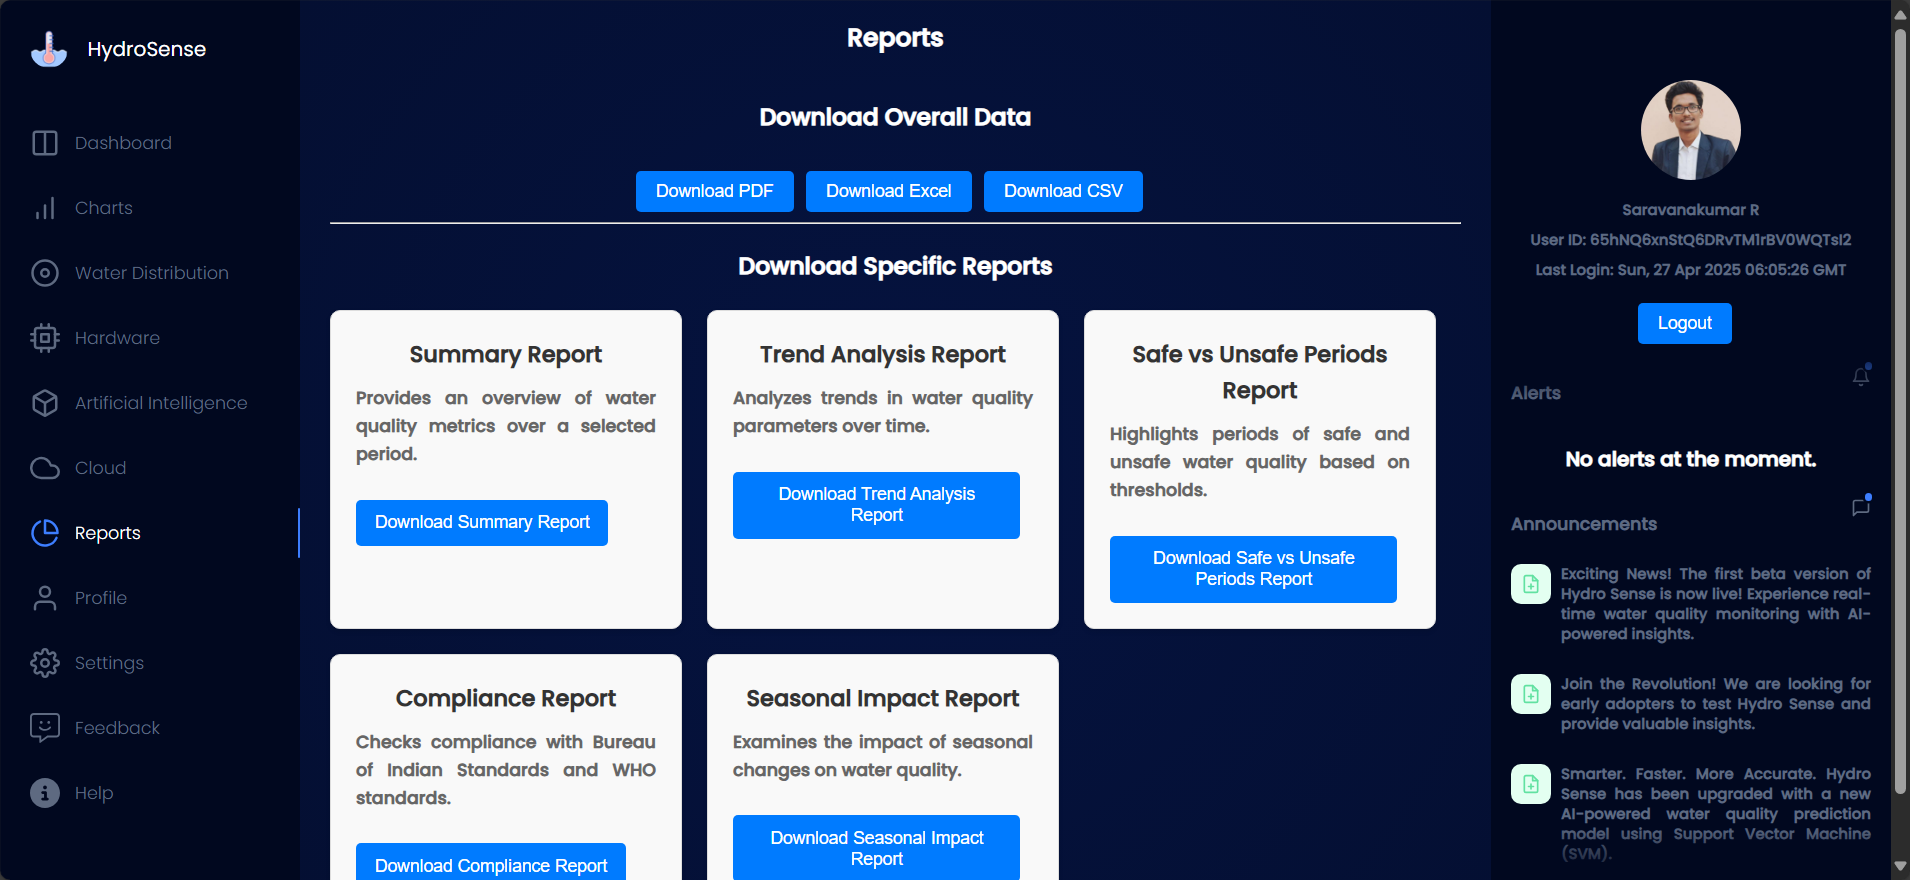 HydroSense
Dashboard
Charts
Water Distribution
Hardware
Artificial Intelligence
Cloud
Reports
Profile
Settings
Feedback
Help
Reports
Download Overall Data
Download PDF
Download Excel
Download CSV
Download Specific Reports
Summary Report
Provides an overview of water
quality metrics over a selected
period.
Download Summary Report
Trend Analysis Report
Analyzes trends in water quality
parameters over time.
Download Trend Analysis
Report
Safe vs Unsafe Periods
Report
Highlights periods of safe and
unsafe water quality based on
thresholds.
Download Safe vs Unsafe
Periods Report
Compliance Report
Checks compliance with Bureau
of Indian Standards and WHO
standards.
Download Compliance Report
Seasonal Impact Report
Examines the impact of seasonal
changes on water quality.
Download Seasonal Impact
Report
Saravanakumar R
User ID: 65hNQ6xnStQ6DRvTM1rBV0WQTsI2
Last Login: Sun, 27 Apr 2025 06:05:26 GMT
Logout
Alerts
No alerts at the moment.
Announcements
Exciting News! The first beta version of
Hydro Sense is now live! Experience real-
time water quality monitoring with AI-
powered insights.
Join the Revolution! We are looking for
early adopters to test Hydro Sense and
provide valuable insights.
Smarter. Faster. More Accurate. Hydro
Sense has been upgraded with a new
AI-powered water quality prediction
model using Support Vector Machine
(SVM).